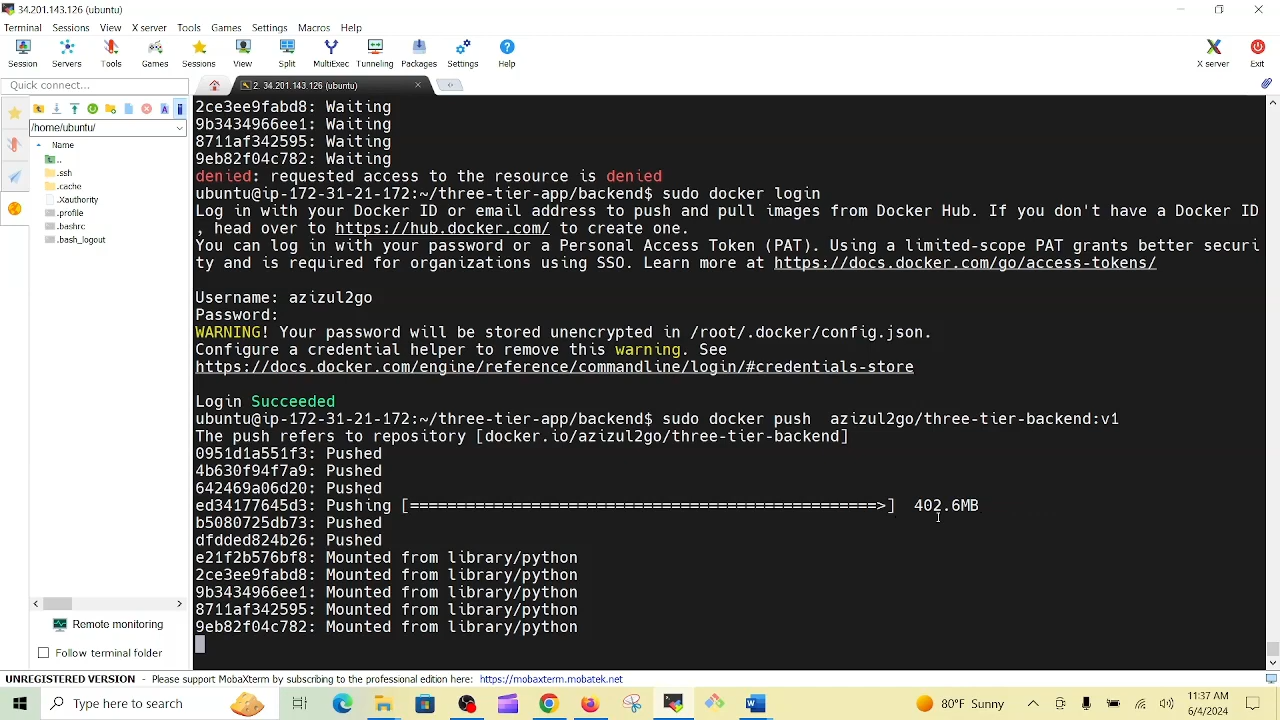 34.201.143.126 (ubuntu)
Terminal Sessions View X server Tools Games Settings Macros Help
Session Servers Tools Games Sessions View Split MultiExec Tunneling Packages Settings Help X server Exit
Quick connect...
2. 34.201.143.126 (ubuntu)
/home/ubuntu/
Name
..
.ssh
.cache
.Xauthority
.profile
.bashrc
.bash_logout
Remote monitoring
Follow terminal folder
2ce3ee9fabd8: Waiting
9b3434966ee1: Waiting
8711af342595: Waiting
9eb82f04c782: Waiting
denied: requested access to the resource is denied
ubuntu@ip-172-31-21-172:~/three-tier-app/backend$ sudo docker login
Log in with your Docker ID or email address to push and pull images from Docker Hub. If you don't have a Docker ID
, head over to https://hub.docker.com/ to create one.
You can log in with your password or a Personal Access Token (PAT). Using a limited-scope PAT grants better securi
ty and is required for organizations using SSO. Learn more at https://docs.docker.com/go/access-tokens/
Username: azizul2go
Password:
WARNING! Your password will be stored unencrypted in /root/.docker/config.json.
Configure a credential helper to remove this warning. See
https://docs.docker.com/engine/reference/commandline/login/#credentials-store
Login Succeeded
ubuntu@ip-172-31-21-172:~/three-tier-app/backend$ sudo docker push  azizul2go/three-tier-backend:v1
The push refers to repository [docker.io/azizul2go/three-tier-backend]
0951d1a551f3: Pushed
4b630f94f7a9: Pushed
642469a06d20: Pushed
ed34177645d3: Pushing [==================================================>]  402.6MB
b5080725db73: Pushed
dfdded824b26: Pushed
e21f2b576bf8: Mounted from library/python
2ce3ee9fabd8: Mounted from library/python
9b3434966ee1: Mounted from library/python
8711af342595: Mounted from library/python
9eb82f04c782: Mounted from library/python
UNREGISTERED VERSION - Please support MobaXterm by subscribing to the professional edition here: https://mobaxterm.mobatek.net
Type here to search
80°F Sunny
11:37 AM
6/4/2024